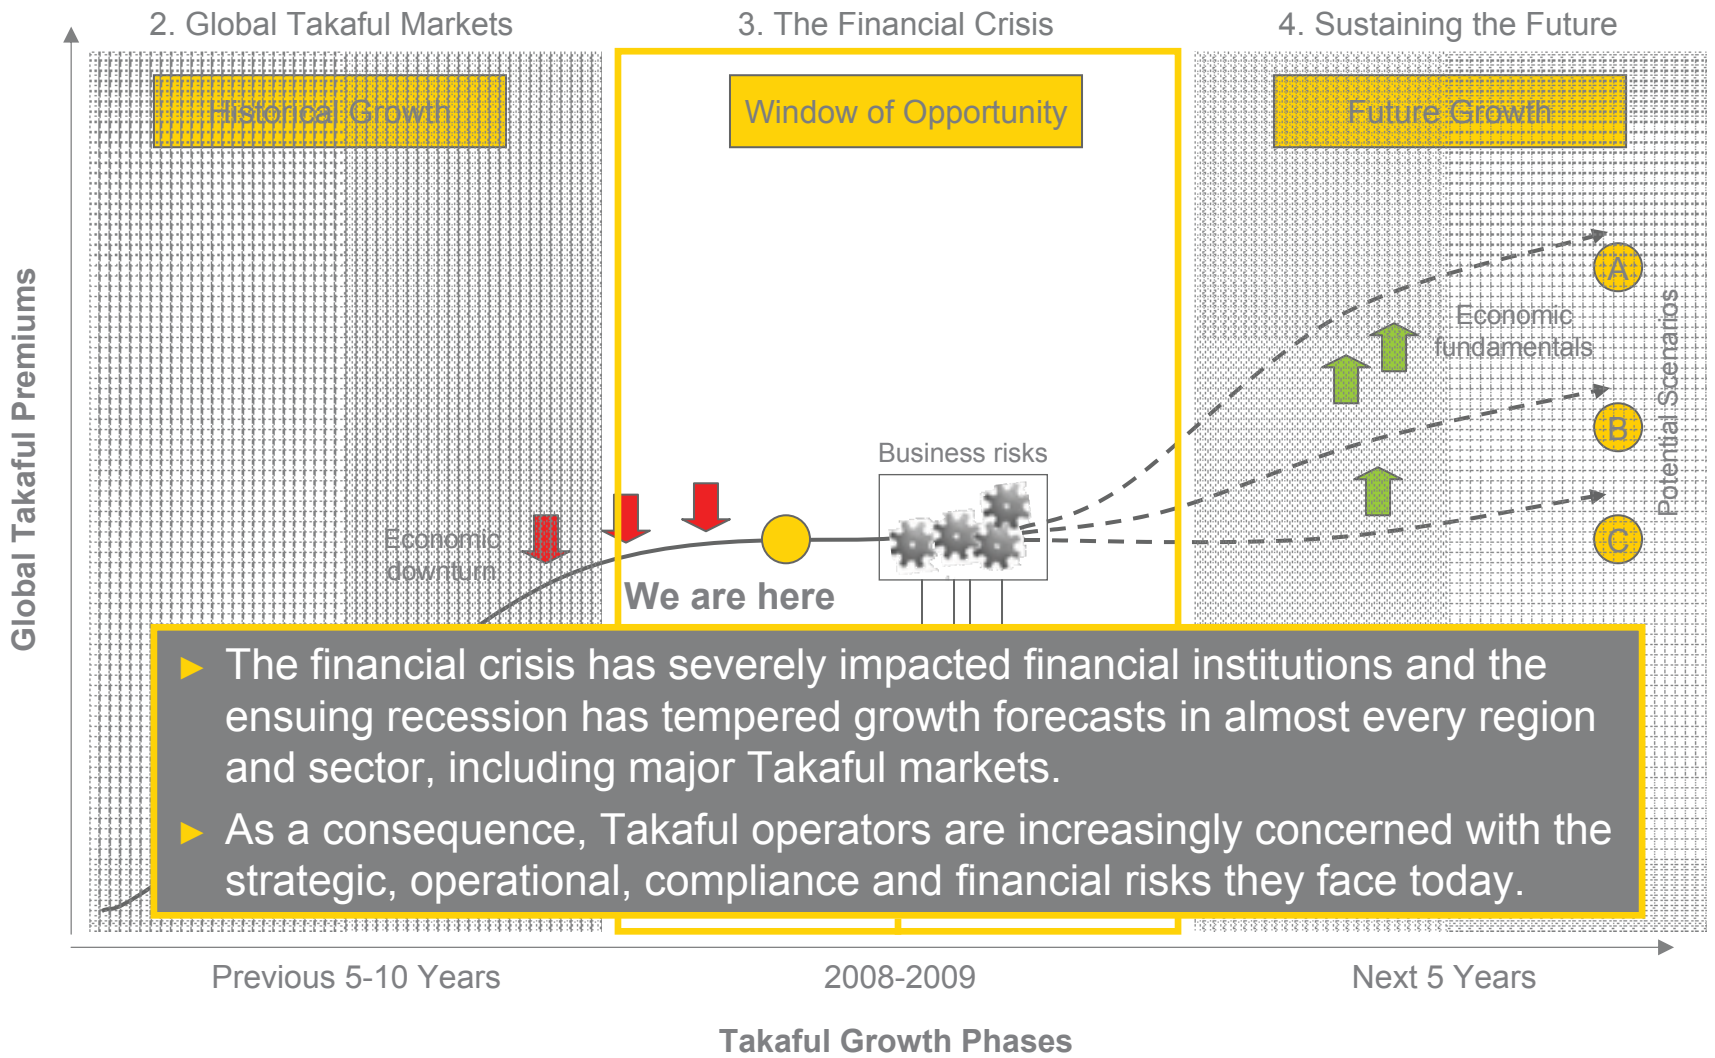 2. Global Takaful Markets
3. The Financial Crisis
4. Sustaining the Future
Historical Growth
Window of Opportunity
Future Growth
Global Takaful Premiums
A
Economic
fundamentals
Potential Scenarios
B
Business risks
Economic
downturn
C
We are here
► The financial crisis has severely impacted financial institutions and the
ensuing recession has tempered growth forecasts in almost every region
and sector, including major Takaful markets.
► As a consequence, Takaful operators are increasingly concerned with the
strategic, operational, compliance and financial risks they face today.
Previous 5-10 Years
2008-2009
Next 5 Years
Takaful Growth Phases